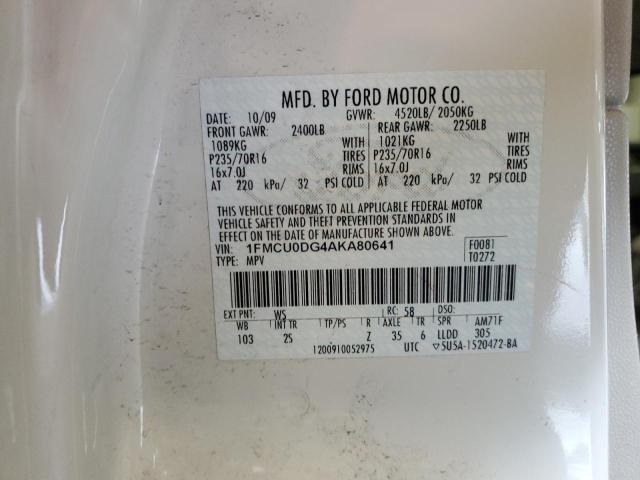 MFD. BY FORD MOTOR CO.
DATE: 10/09 GVWR: 4520LB/ 2050KG
FRONT GAWR: 2400LB REAR GAWR: 2250LB
1089KG WITH 1021KG WITH
P235/70R16 TIRES P235/70R16 TIRES
16x7.0J RIMS 16x7.0J RIMS
AT 220 kPa/ 32 PSI COLD AT 220 kPa/ 32 PSI COLD
THIS VEHICLE CONFORMS TO ALL APPLICABLE FEDERAL MOTOR
VEHICLE SAFETY AND THEFT PREVENTION STANDARDS IN
EFFECT ON THE DATE OF MANUFACTURE SHOWN ABOVE.
VIN: 1FMCU0DG4AKA80641 F0081
TYPE: MPV T0272
EXT PNT: WS RC: 58 DSO:
WB INT TR TP/PS R AXLE TR SPR AM71F
103 2S Z 35 6 LLDD 305
1200910052975 UTC ▽5U5A-1520472-BA